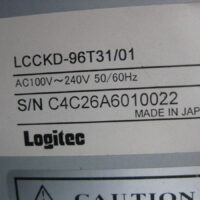 LCCKD-96T31/01
AC100V～240V 50/60Hz
S/N C4C26A6010022
MADE IN JAP
Logitec
CAUTION